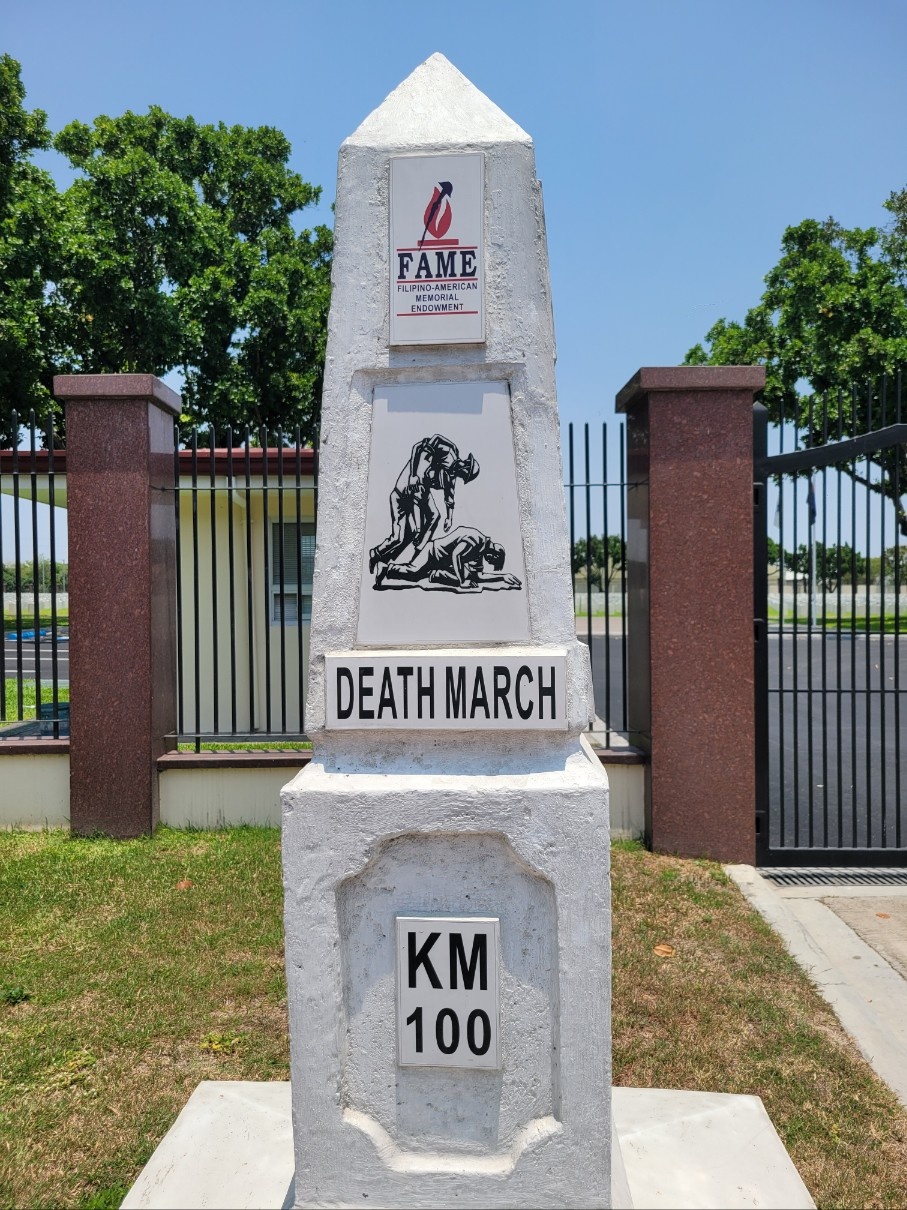 FAME
FILIPINO-AMERICAN
MEMORIAL
ENDOWMENT
DEATH MARCH
KM
100